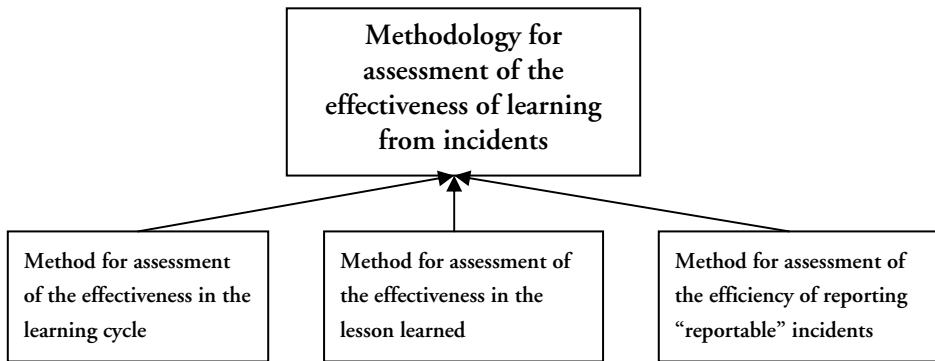 Methodology for
assessment of the
effectiveness of learning
from incidents
Method for assessment
of the effectiveness in the
learning cycle
Method for assessment of
the effectiveness in the
lesson learned
Method for assessment of
the efficiency of reporting
“reportable” incidents